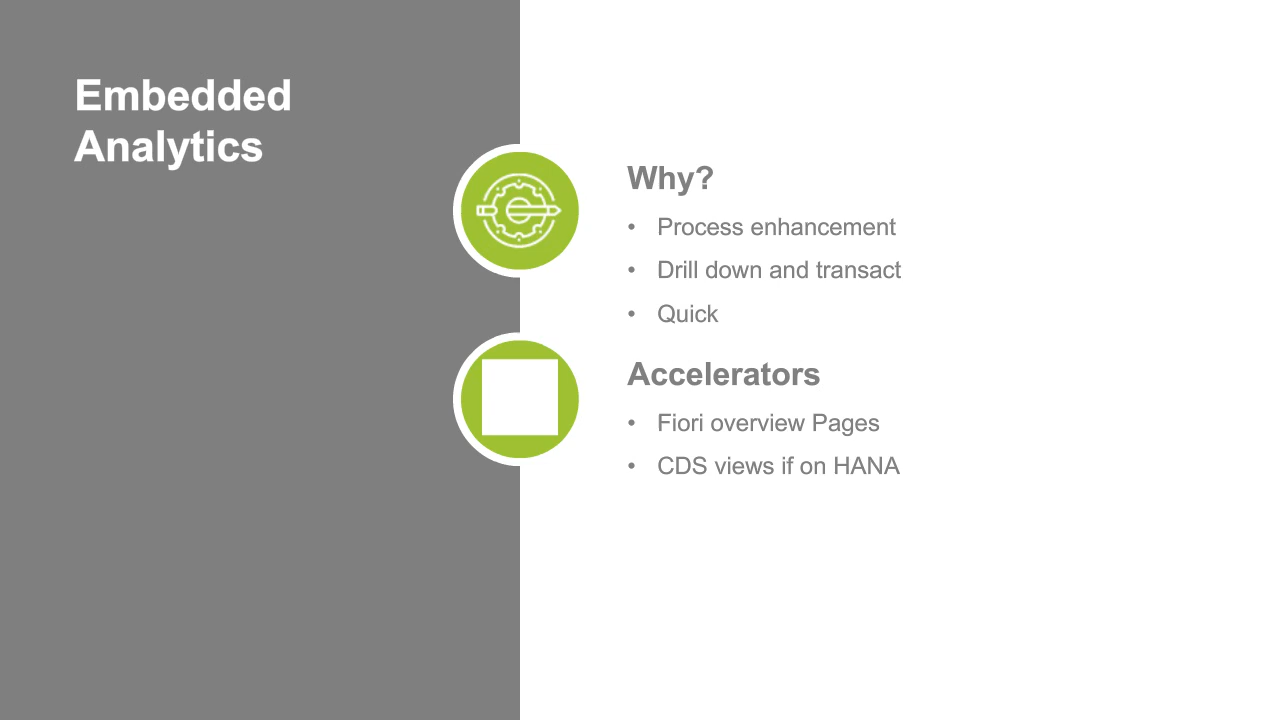 Embedded
Analytics
Why?
• Process enhancement
• Drill down and transact
• Quick
Accelerators
• Fiori overview Pages
• CDS views if on HANA